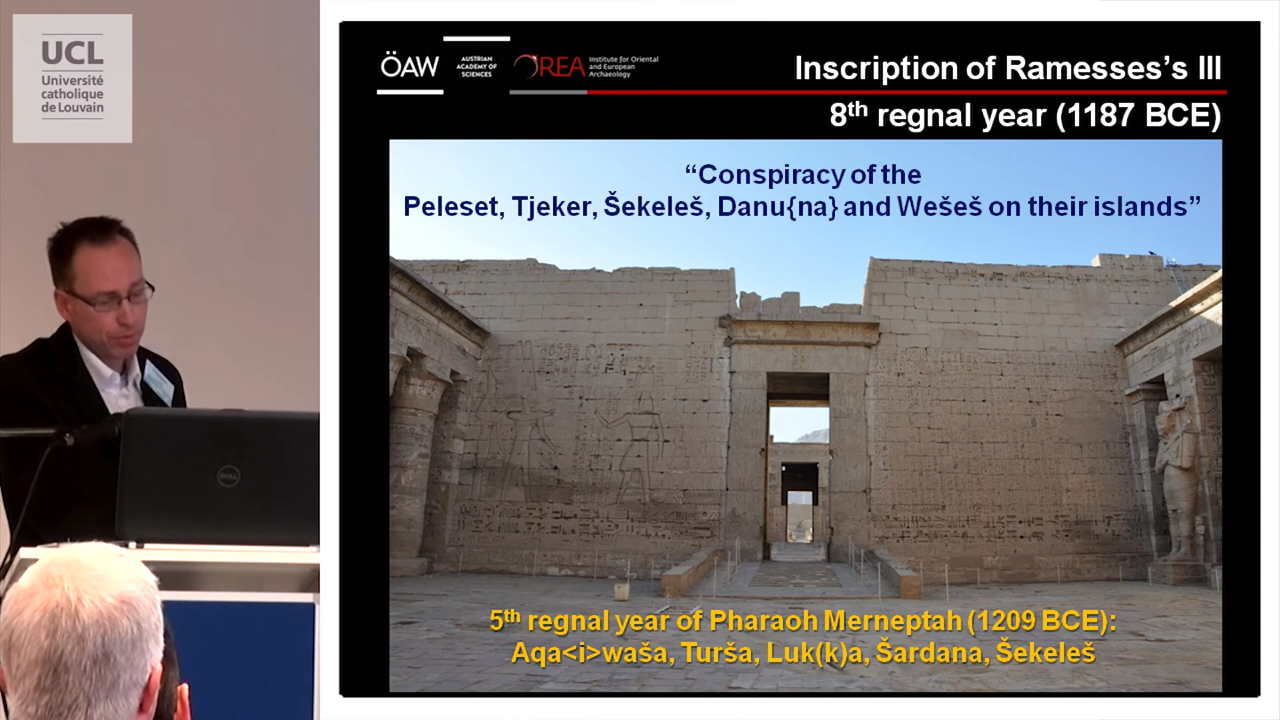 UCL
Université
catholique
de Louvain
ÖAW
AUSTRIAN
ACADEMY OF
SCIENCES
OREA
Institute for Oriental
and European
Archaeology
Inscription of Ramesses’s III
8th regnal year (1187 BCE)
“Conspiracy of the
Peleset, Tjeker, Šekeleš, Danu{na} and Wešeš on their islands”
5th regnal year of Pharaoh Merneptah (1209 BCE):
Aqa<i>waša, Turša, Luk(k)a, Šardana, Šekeleš
DELL